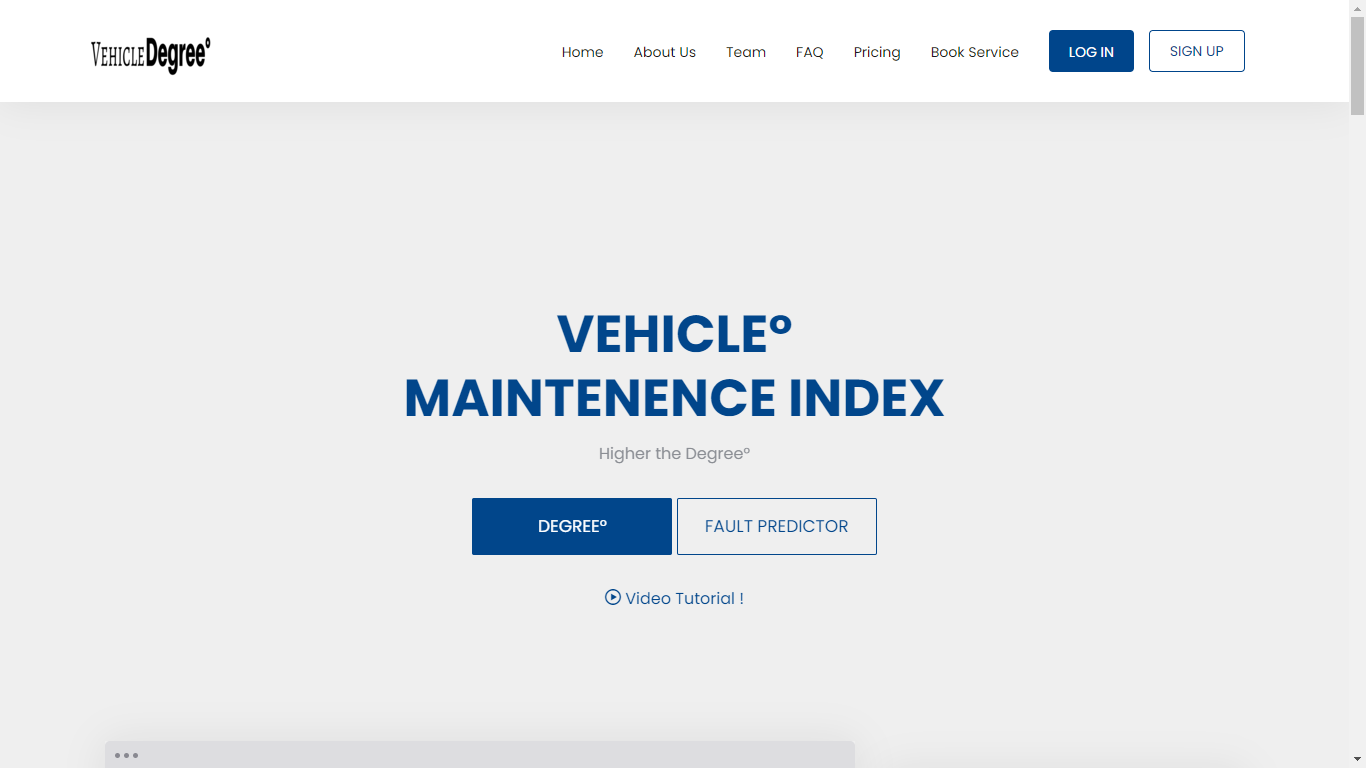 VEHICLEDegree°
Home About Us Team FAQ Pricing Book Service LOG IN SIGN UP
VEHICLE°
MAINTENENCE INDEX
Higher the Degree°
DEGREE° FAULT PREDICTOR
Video Tutorial !